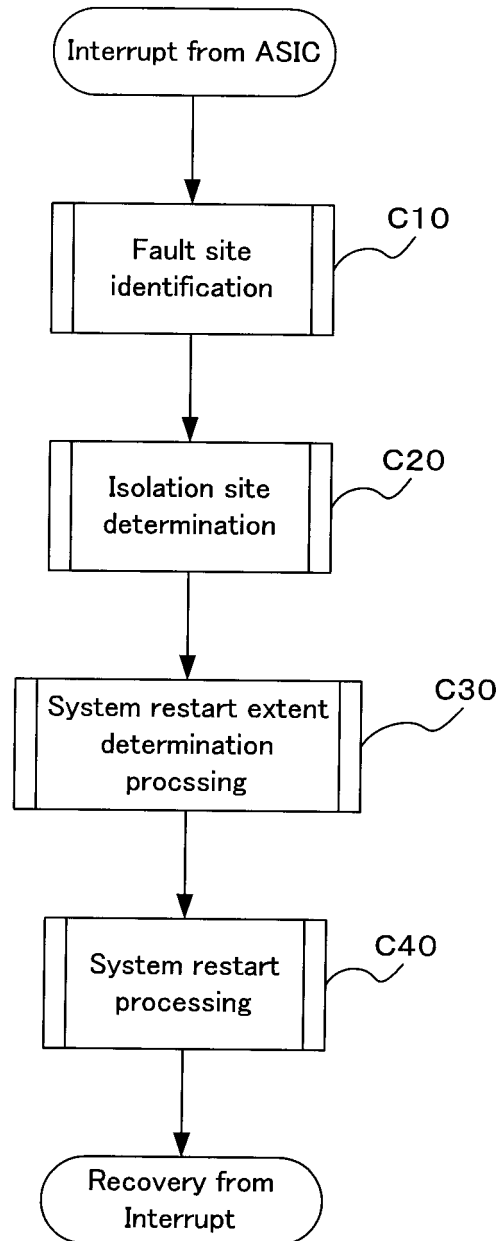 Interrupt from ASIC
C10
Fault site
identification
C20
Isolation site
determination
C30
System restart extent
determination
procssing
C40
System restart
processing
Recovery from
Interrupt